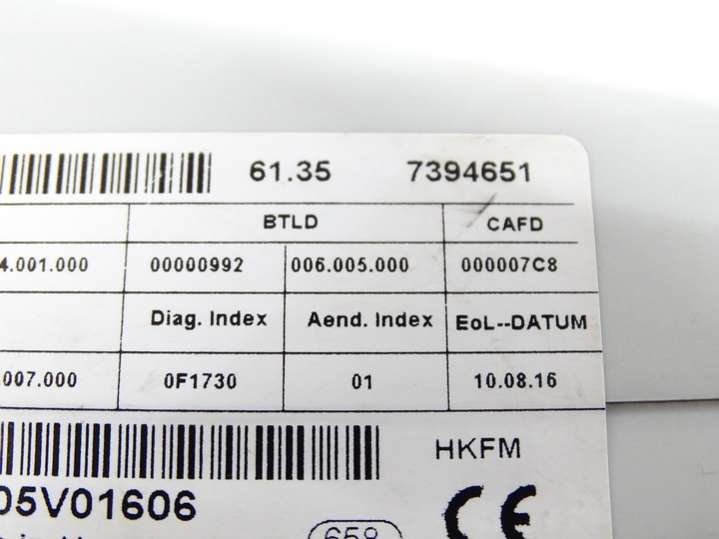 61.35 7394651
BTLD CAFD
4.001.000 00000992 006.005.000 000007C8
Diag. Index Aend. Index EoL--DATUM
.007.000 0F1730 01 10.08.16
HKFM
05V01606
658 CE